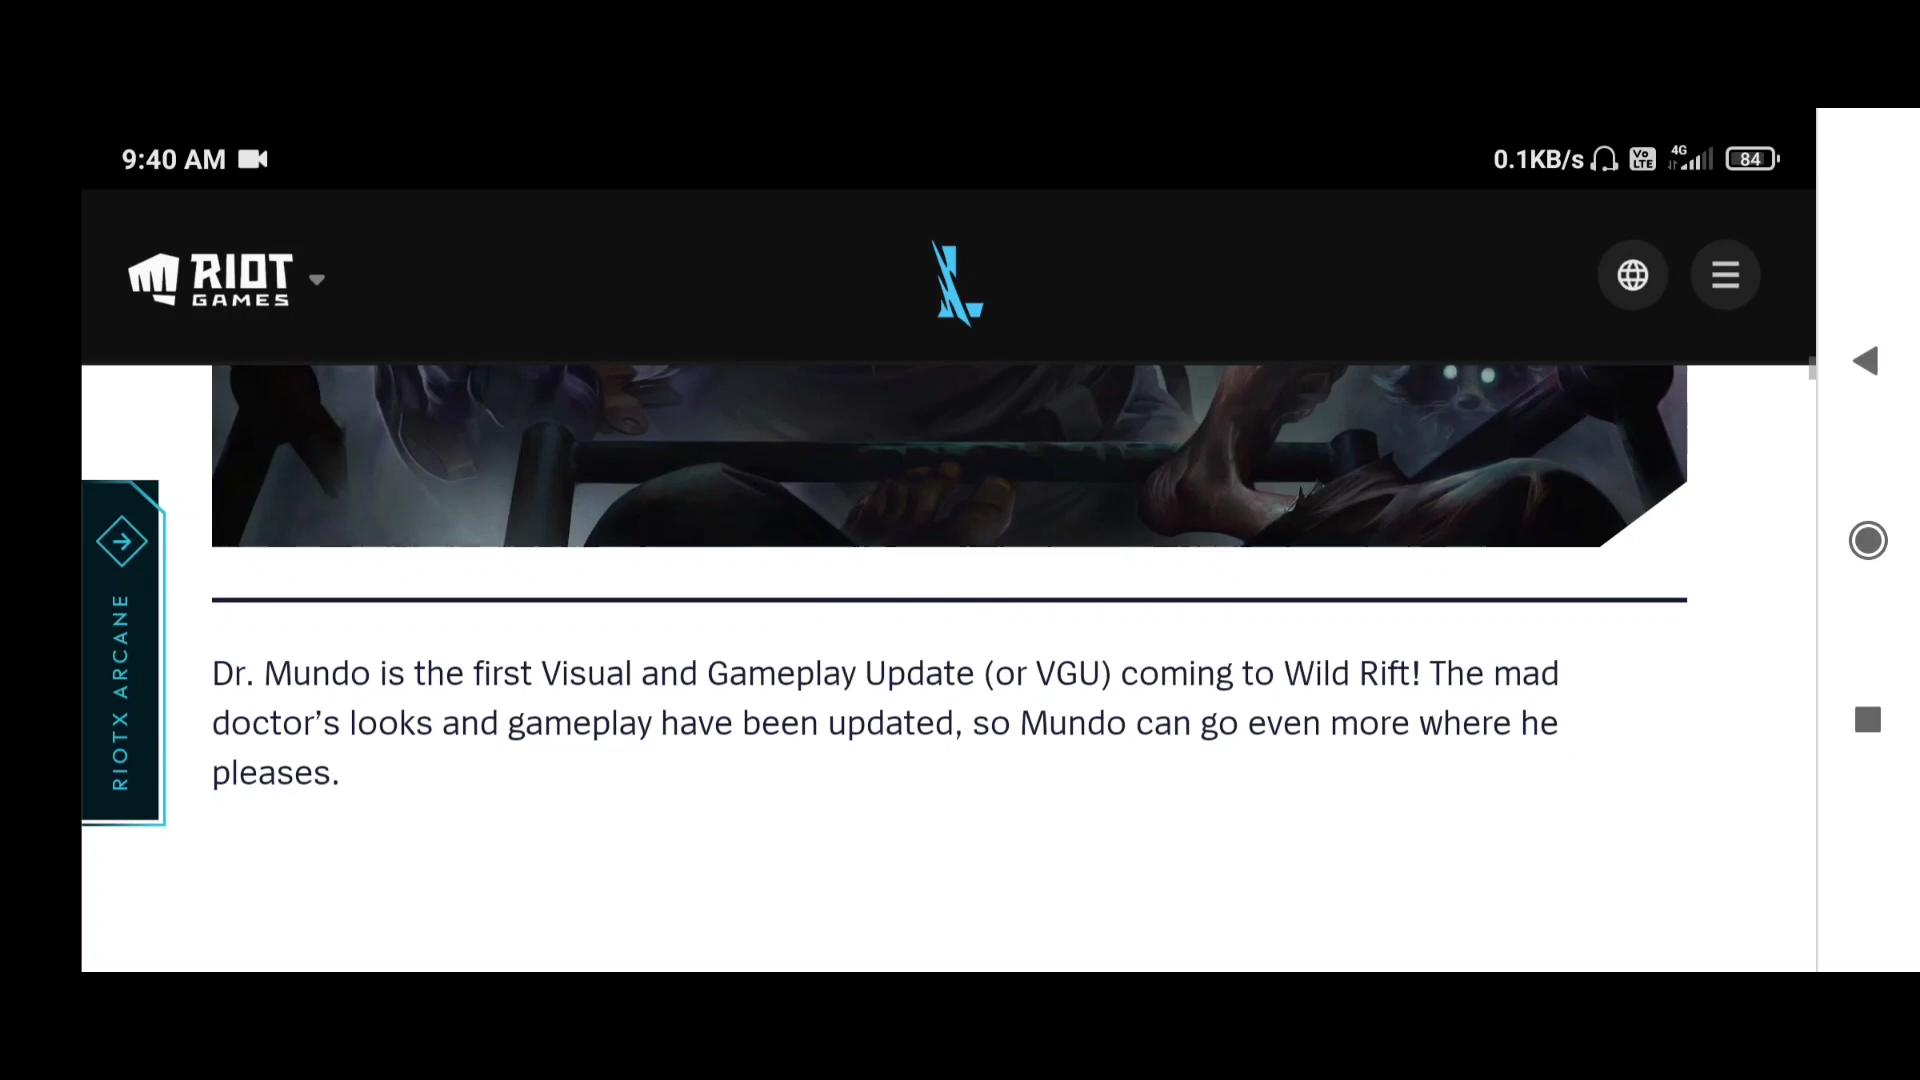 9:40 AM
0.1KB/s Vo LTE 4G 84
RIOT
GAMES
RIOTX ARCANE
Dr. Mundo is the first Visual and Gameplay Update (or VGU) coming to Wild Rift! The mad
doctor’s looks and gameplay have been updated, so Mundo can go even more where he
pleases.